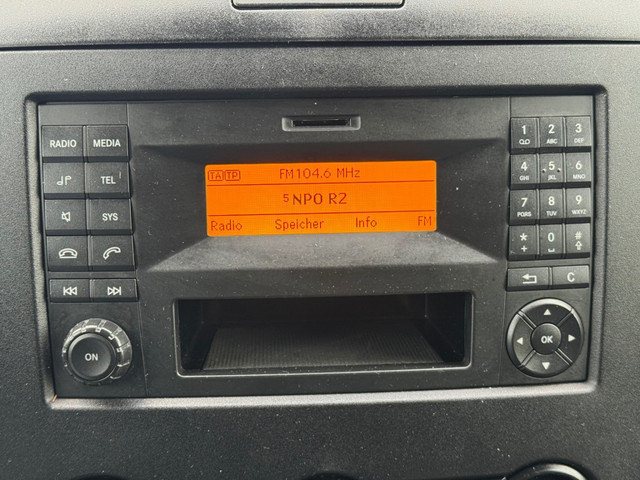 RADIO MEDIA
TEL
SYS
ON
TA TP FM104.6 MHz
5 NPO R2
Radio Speicher Info FM
1 2 ABC 3 DEF
4 GHI 5 JKL 6 MNO
7 PQRS 8 TUV 9 WXYZ
* + 0 #
C
OK